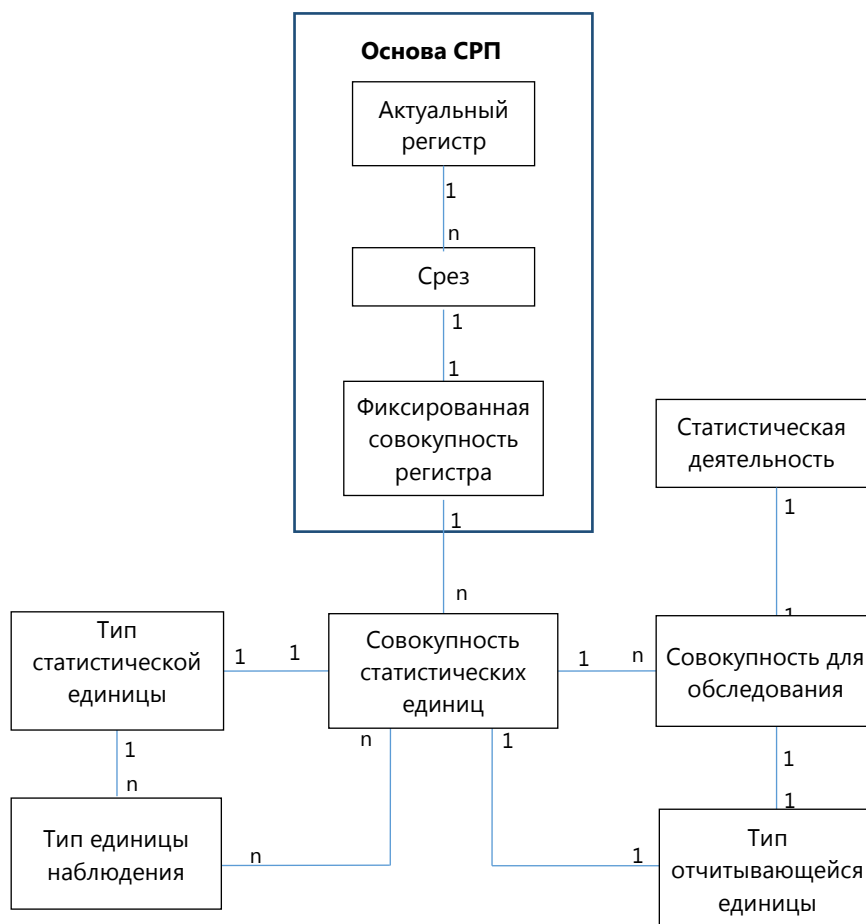 Основа СРП
Актуальный
регистр
1
n
Срез
1
1
Фиксированная
совокупность
регистра
1
n
Статистическая
деятельность
1
1
Тип
статистической
единицы
1
1
Совокупность
статистических
единиц
1
n
Совокупность для
обследования
1
n
n
1
1
1
Тип единицы
наблюдения
n
1
Тип
отчитывающейся
единицы